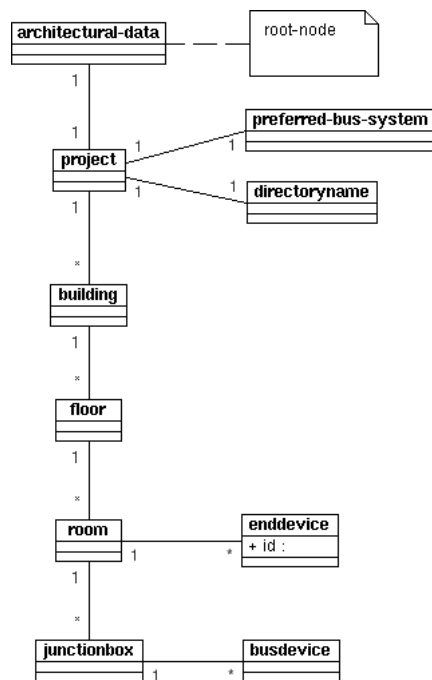 architectural-data
root-node
1
1
preferred-bus-system
1
1
project
1
1
directoryname
1
*
building
1
*
floor
1
*
room
enddevice
+ id :
1
*
1
*
junctionbox
busdevice
1
*